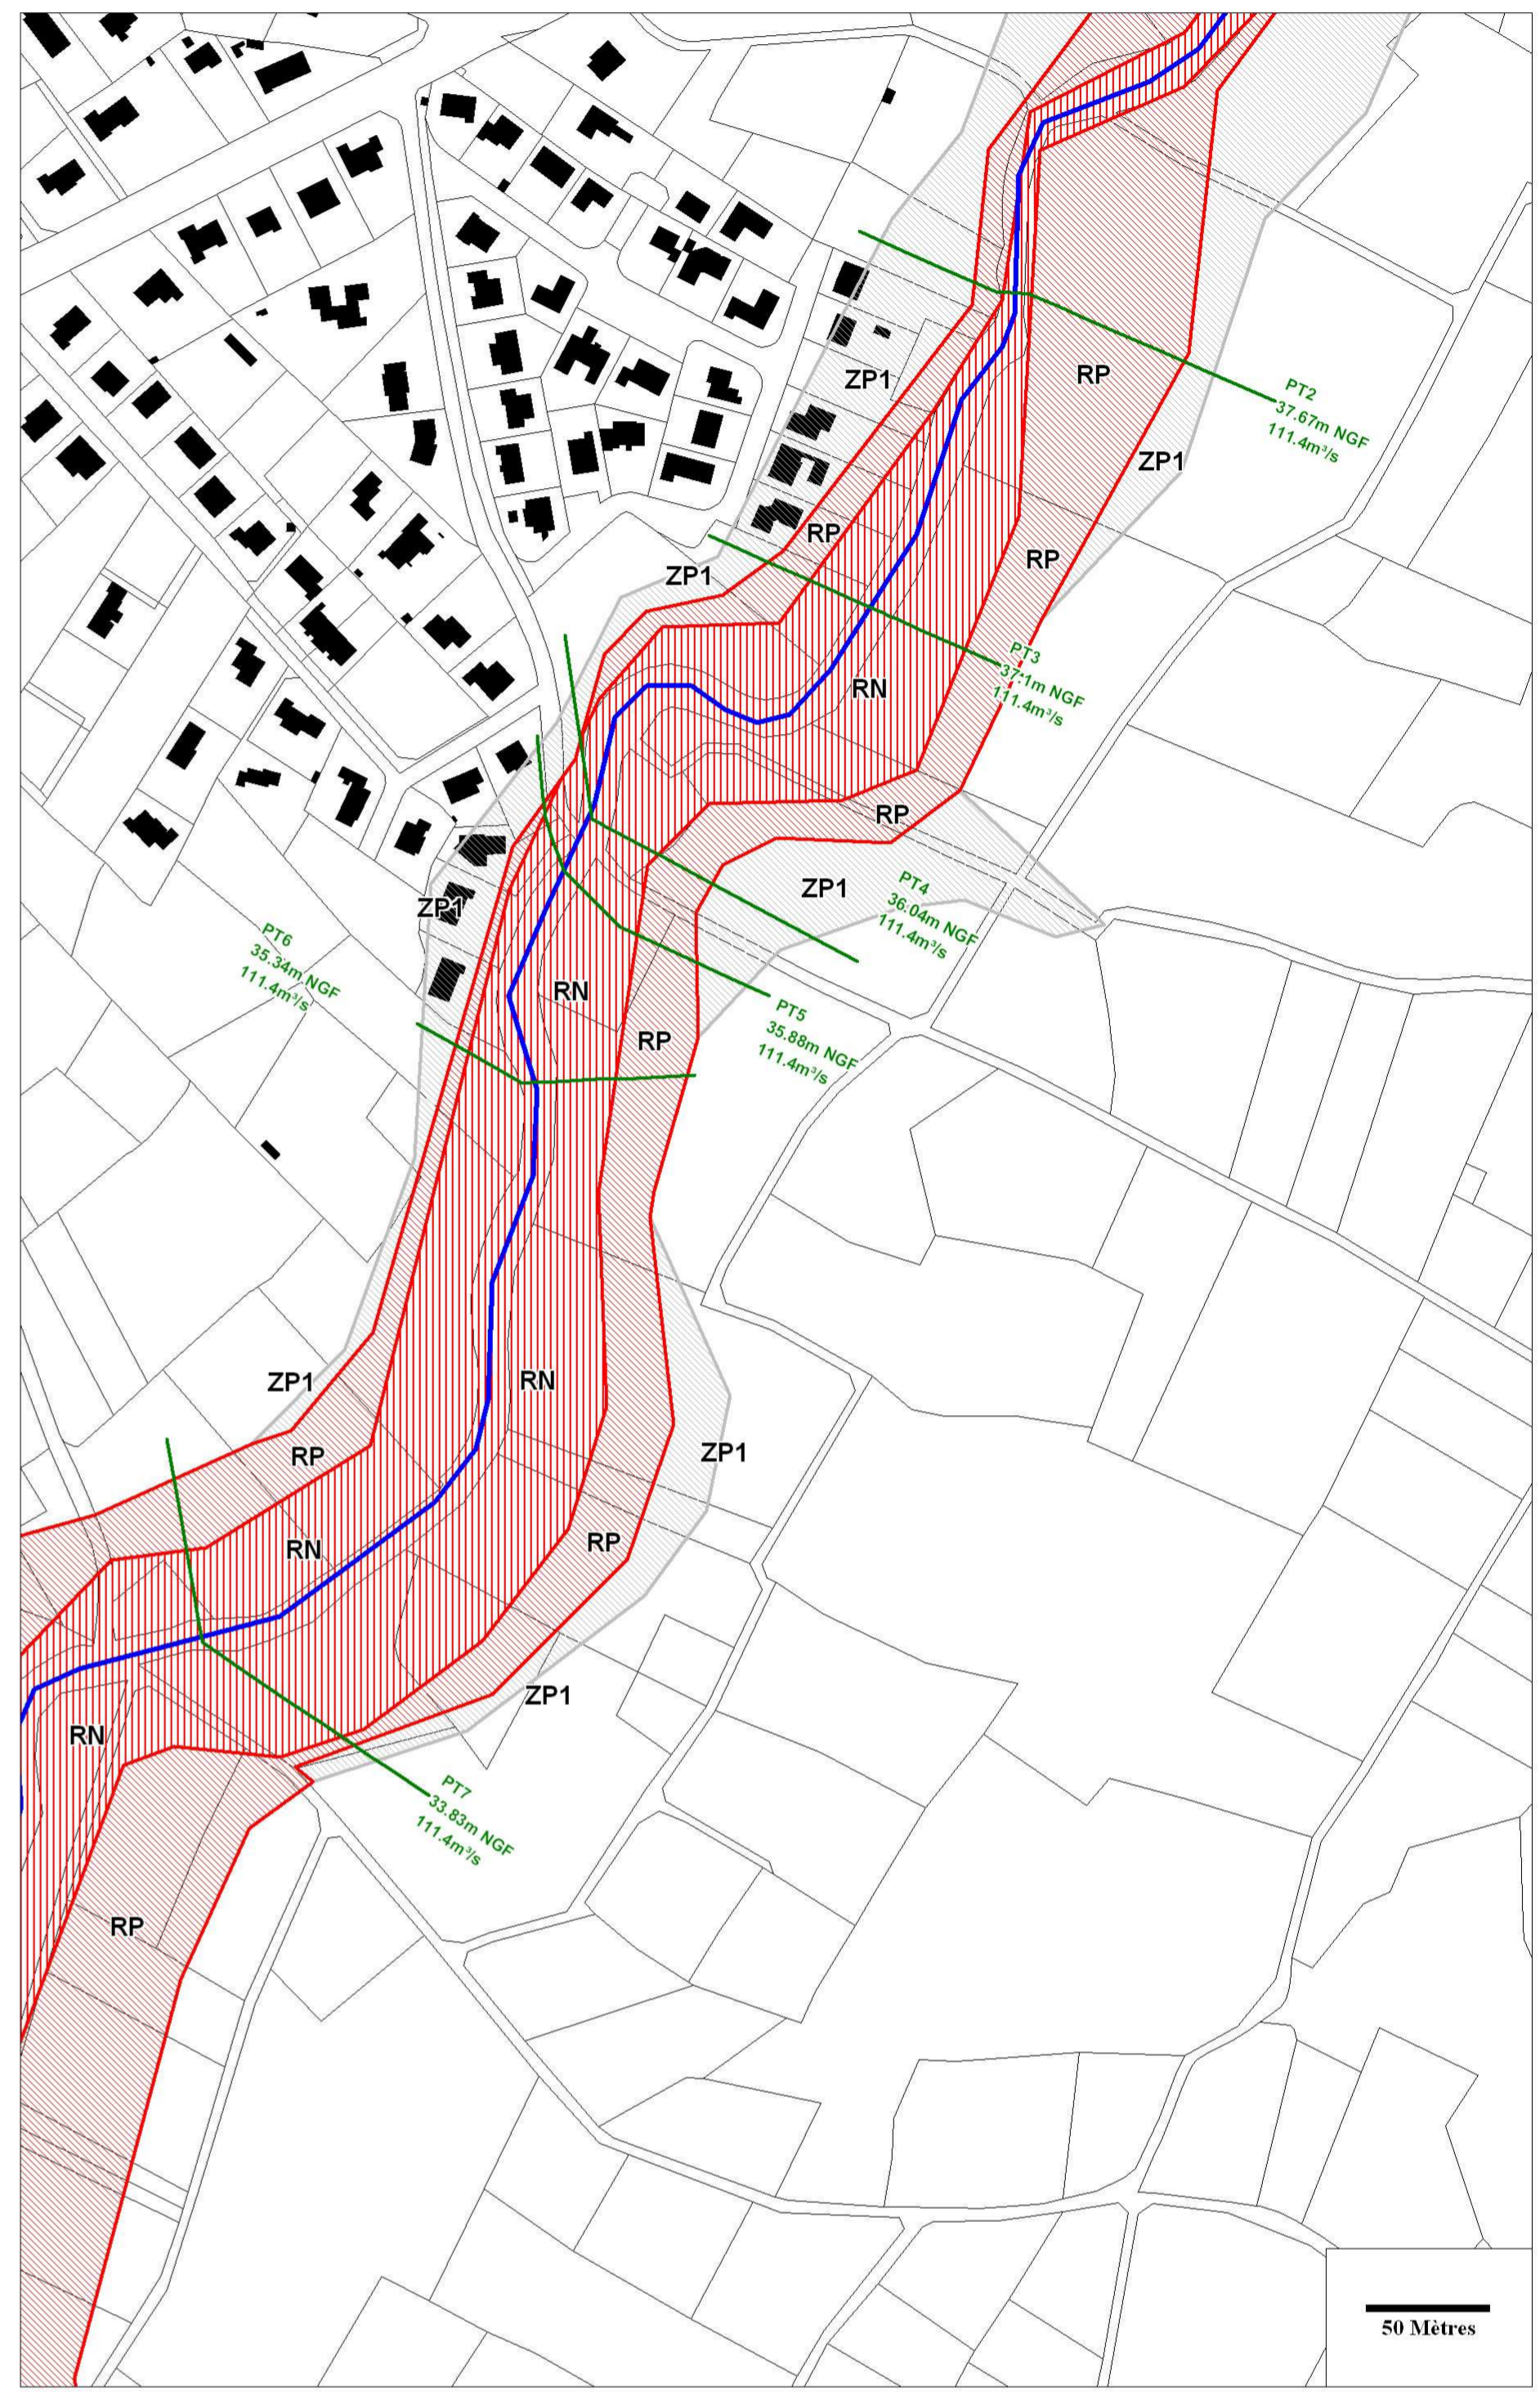 RP
ZP1
PT2
37.67m NGF
111.4m³/s
ZP1
RP
RP
ZP1
PT3
37.1m NGF
111.4m³/s
RN
RP
ZP1
PT4
36.04m NGF
111.4m³/s
ZP1
PT6
35.34m NGF
111.4m³/s
RN
PT5
35.88m NGF
111.4m³/s
RP
RN
ZP1
RP
ZP1
RN
RP
ZP1
RN
PT7
33.83m NGF
111.4m³/s
RP
50 Mètres